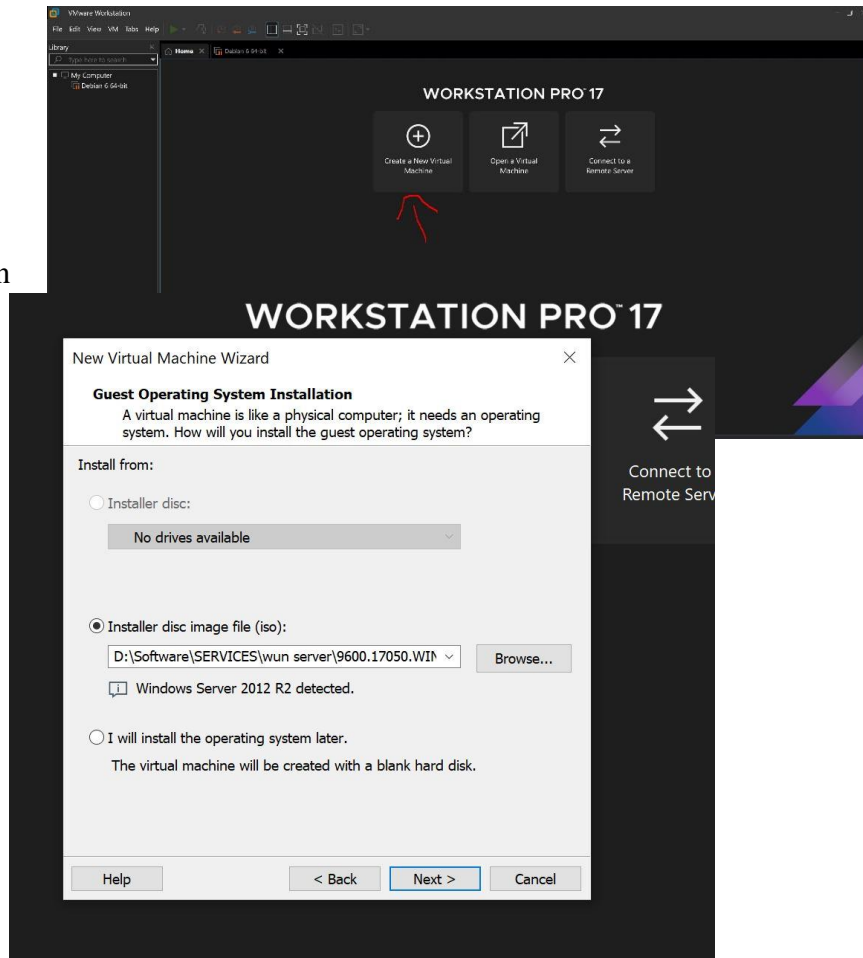 VMware Workstation
File Edit View VM Tabs Help
Library
Type here to search
Home
Debian 6 64-bit
My Computer
Debian 6 64-bit
WORKSTATION PRO™ 17
Create a New Virtual
Machine
Open a Virtual
Machine
Connect to a
Remote Server
n
WORKSTATION PRO™ 17
New Virtual Machine Wizard
Guest Operating System Installation
A virtual machine is like a physical computer; it needs an operating
system. How will you install the guest operating system?
Install from:
Installer disc:
No drives available
Installer disc image file (iso):
D:\Software\SERVICES\wun server\9600.17050.WIN
Browse...
Windows Server 2012 R2 detected.
I will install the operating system later.
The virtual machine will be created with a blank hard disk.
Help
< Back
Next >
Cancel
Connect to
Remote Serv